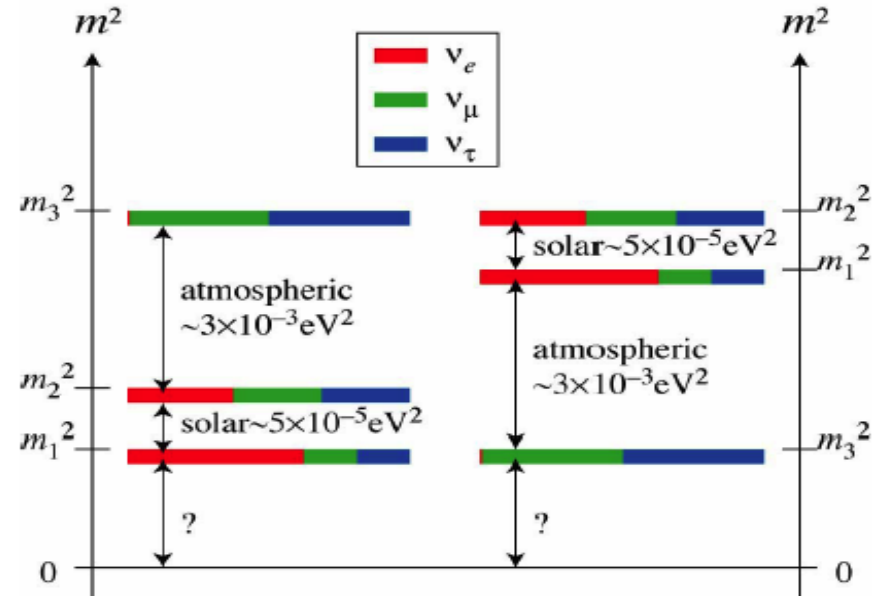 m²
m²
νe
νμ
ντ
m₃²
m₂²
solar~5×10⁻⁵eV²
m₁²
atmospheric
~3×10⁻³eV²
atmospheric
~3×10⁻³eV²
m₂²
solar~5×10⁻⁵eV²
m₁²
m₃²
?
?
0
0